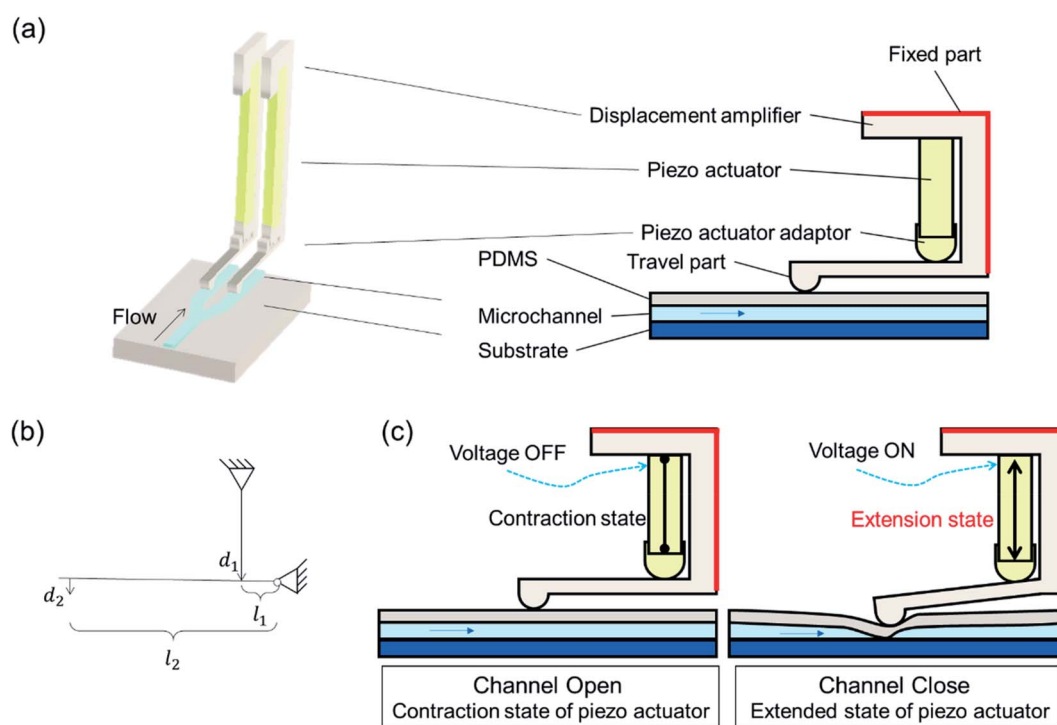 (a)
Fixed part
Displacement amplifier
Piezo actuator
Piezo actuator adaptor
PDMS
Travel part
Flow
Microchannel
Substrate
(b)
d₁
d₂
l₁
l₂
(c)
Voltage OFF
Contraction state
Channel Open
Contraction state of piezo actuator
Voltage ON
Extension state
Channel Close
Extended state of piezo actuator